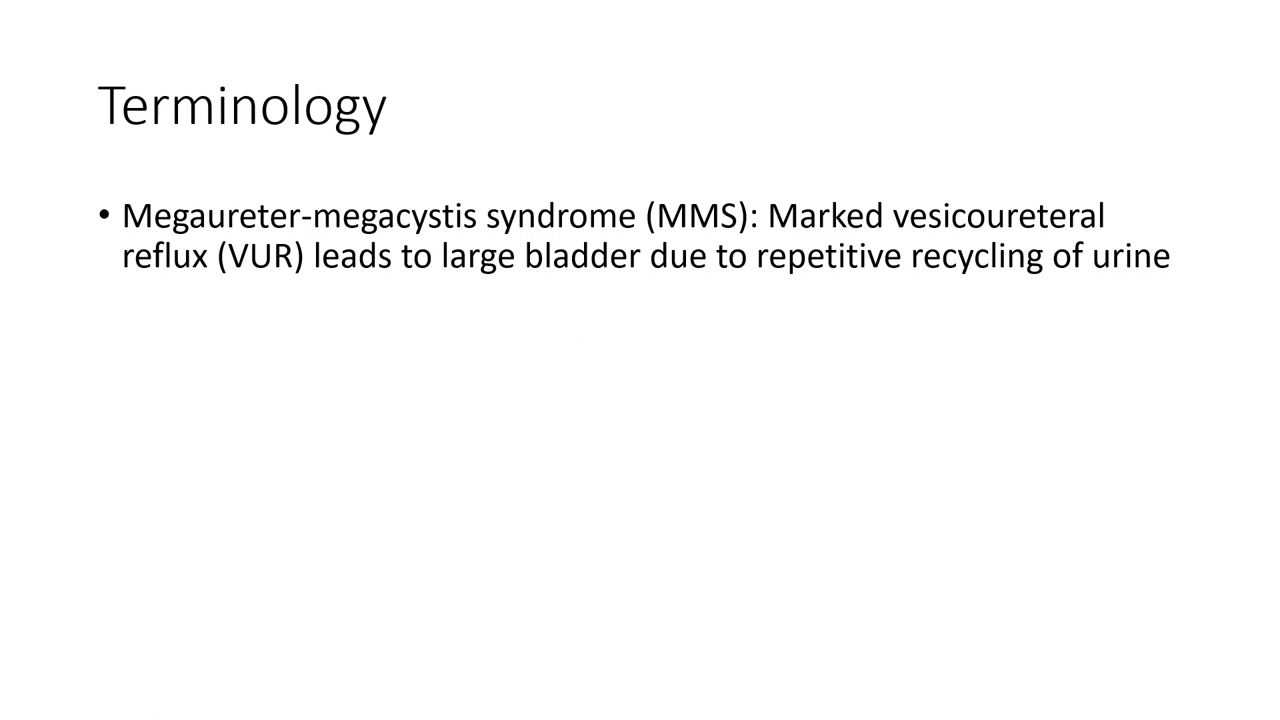 Terminology
• Megaureter-megacystis syndrome (MMS): Marked vesicoureteral
reflux (VUR) leads to large bladder due to repetitive recycling of urine